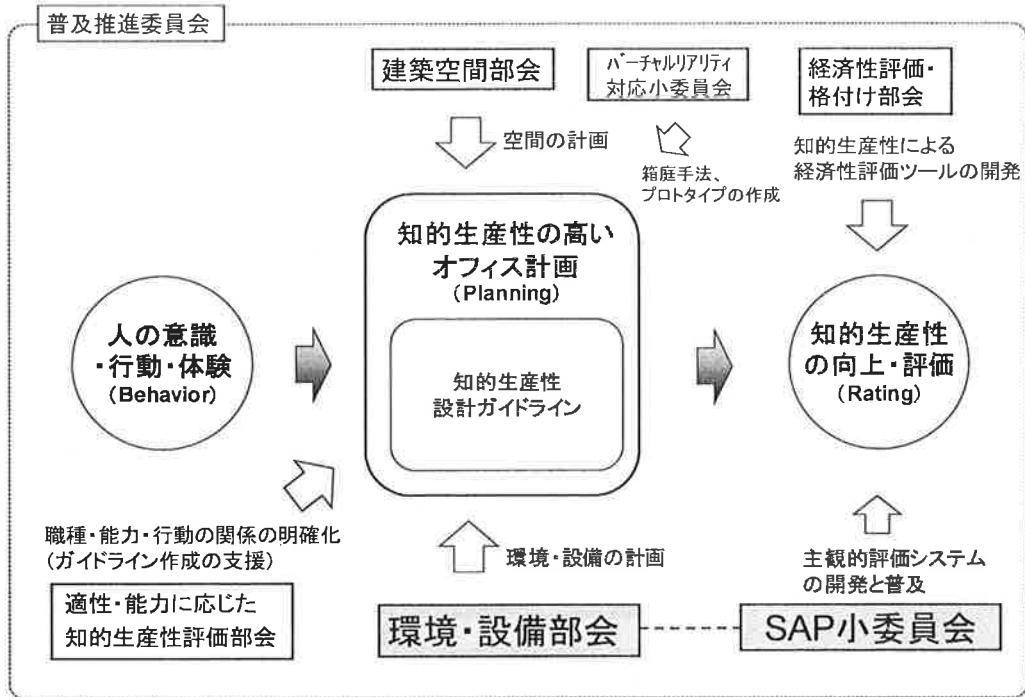 普及推進委員会
建築空間部会
バーチャルリアリティ
対応小委員会
経済性評価・
格付け部会
空間の計画
箱庭手法、
プロトタイプの作成
知的生産性による
経済性評価ツールの開発
知的生産性の高い
オフィス計画
(Planning)
人の意識
・行動・体験
(Behavior)
知的生産性
設計ガイドライン
知的生産性
の向上・評価
(Rating)
職種・能力・行動の関係の明確化
(ガイドライン作成の支援)
適性・能力に応じた
知的生産性評価部会
環境・設備の計画
環境・設備部会
主観的評価システム
の開発と普及
SAP小委員会